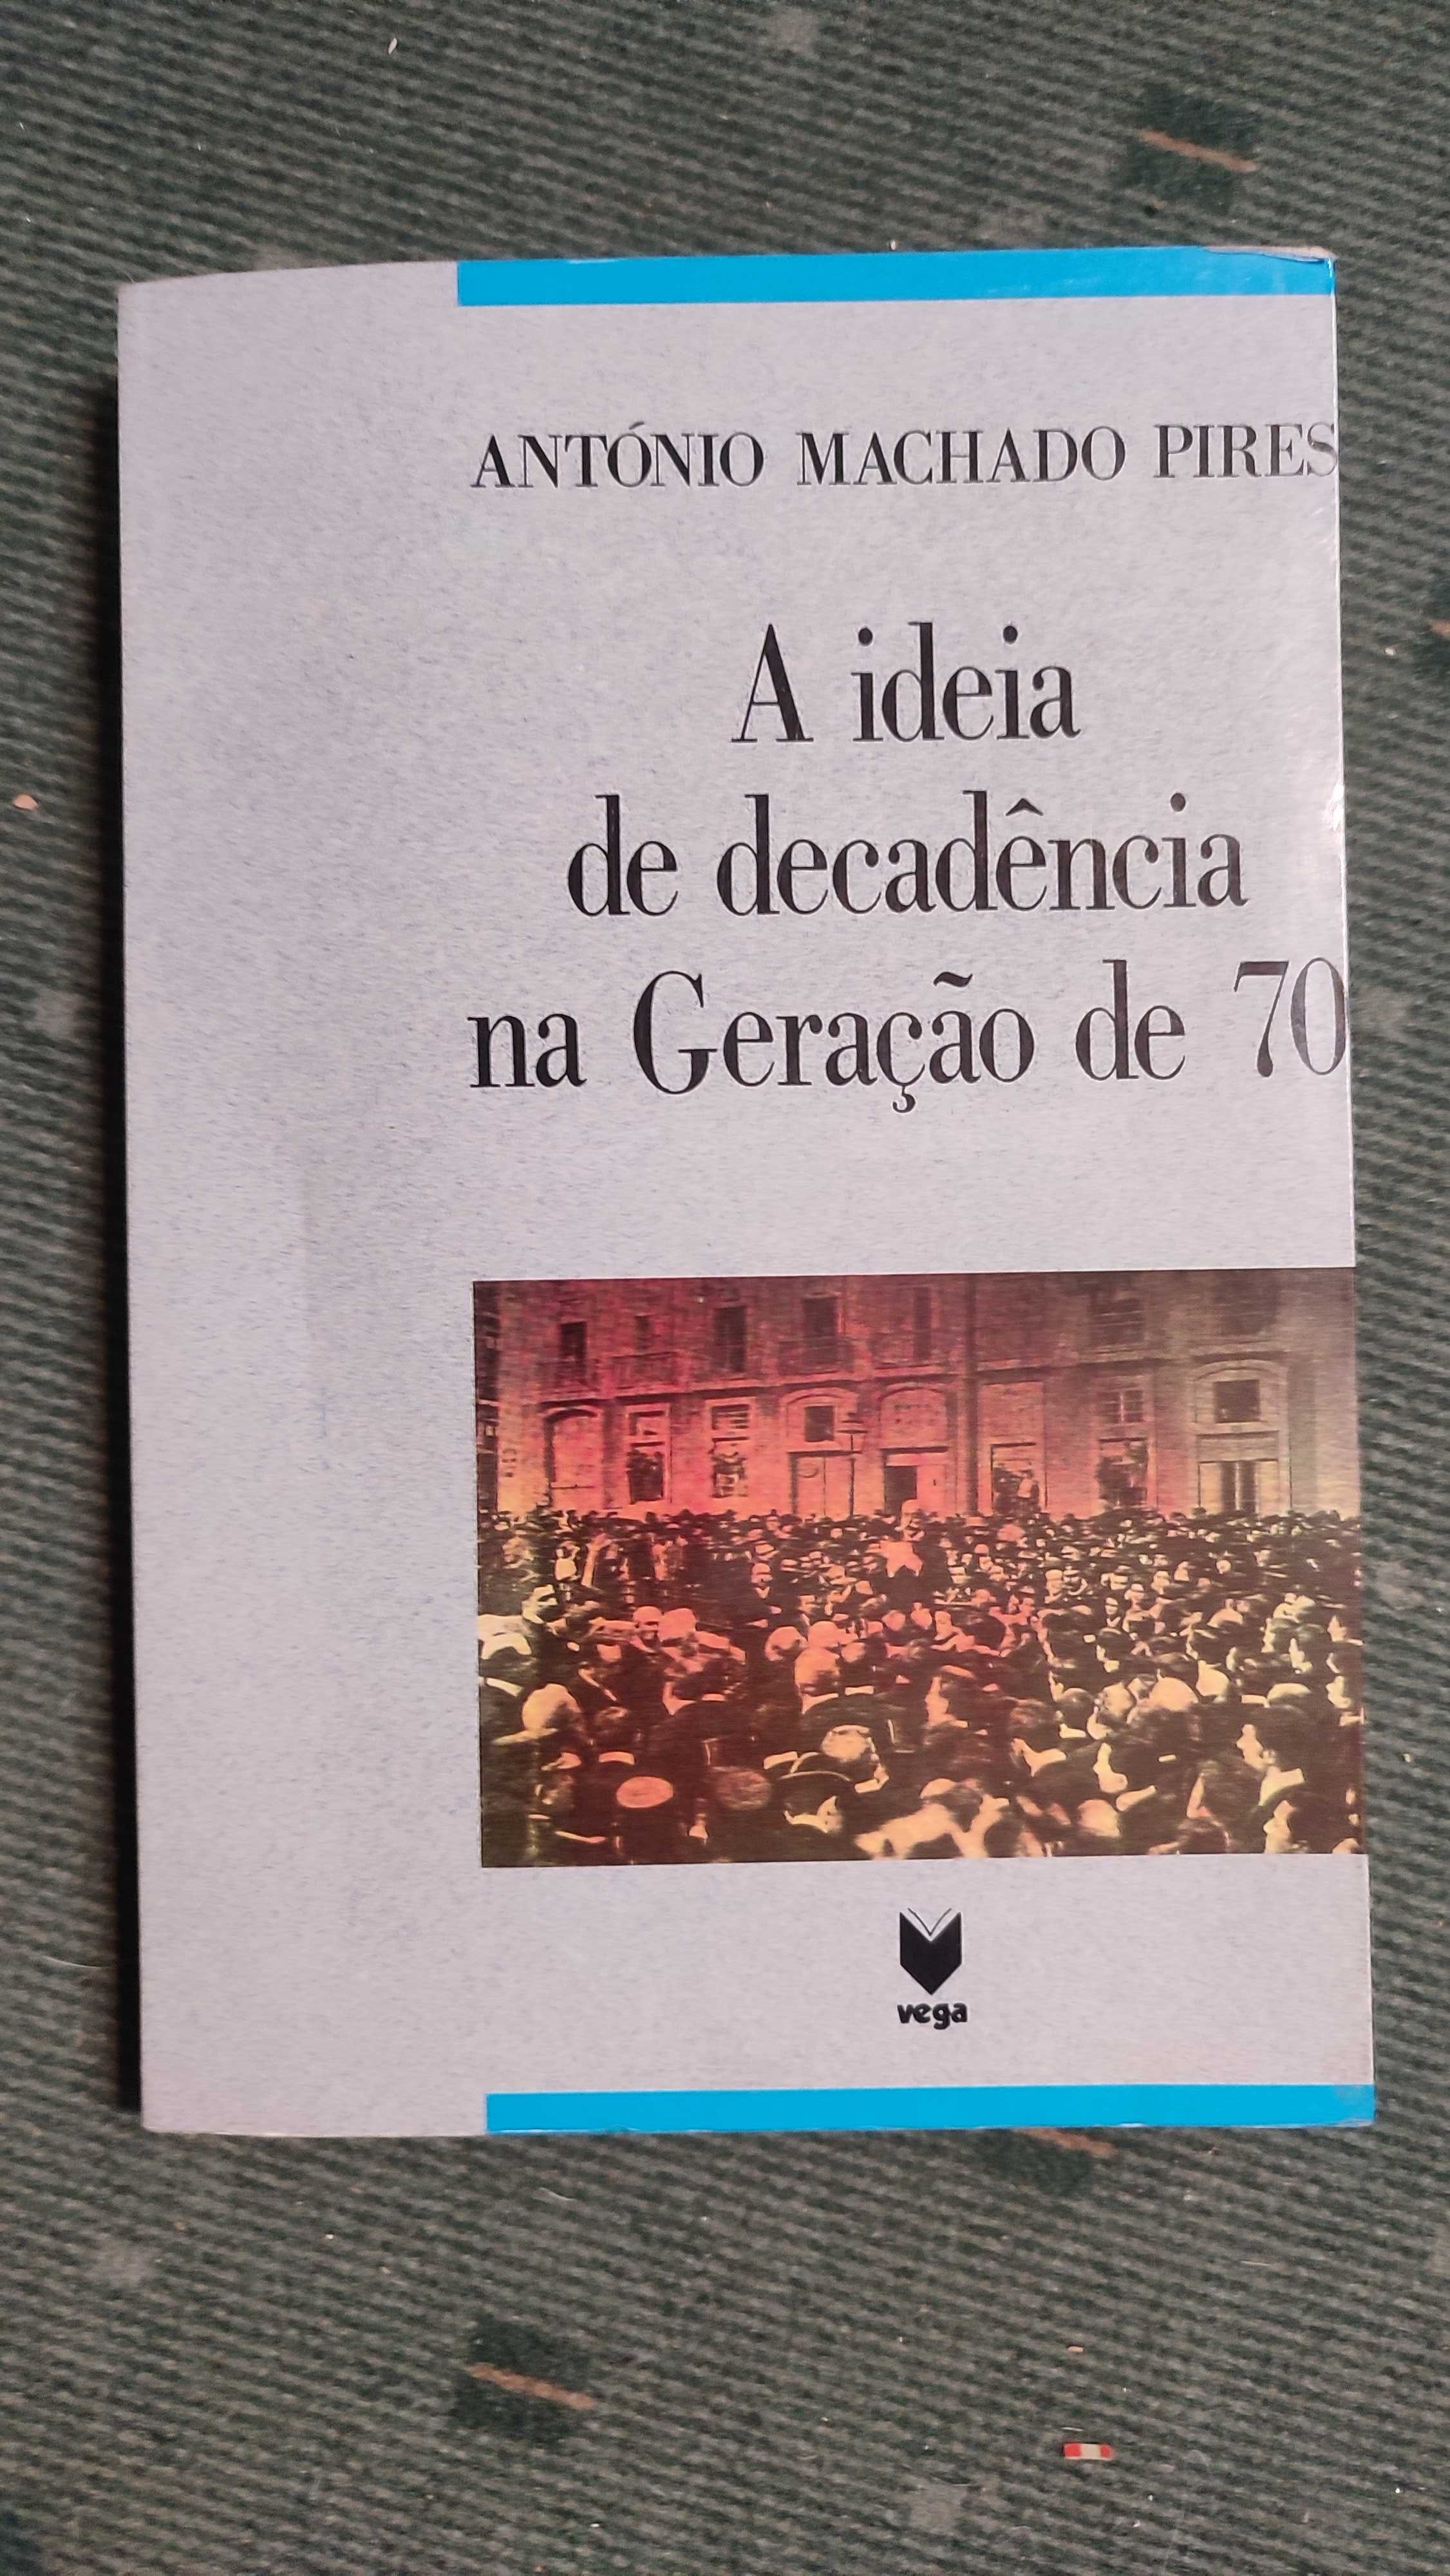 ANTÓNIO MACHADO PIRES
A ideia
de decadência
na Geração de 70
vega